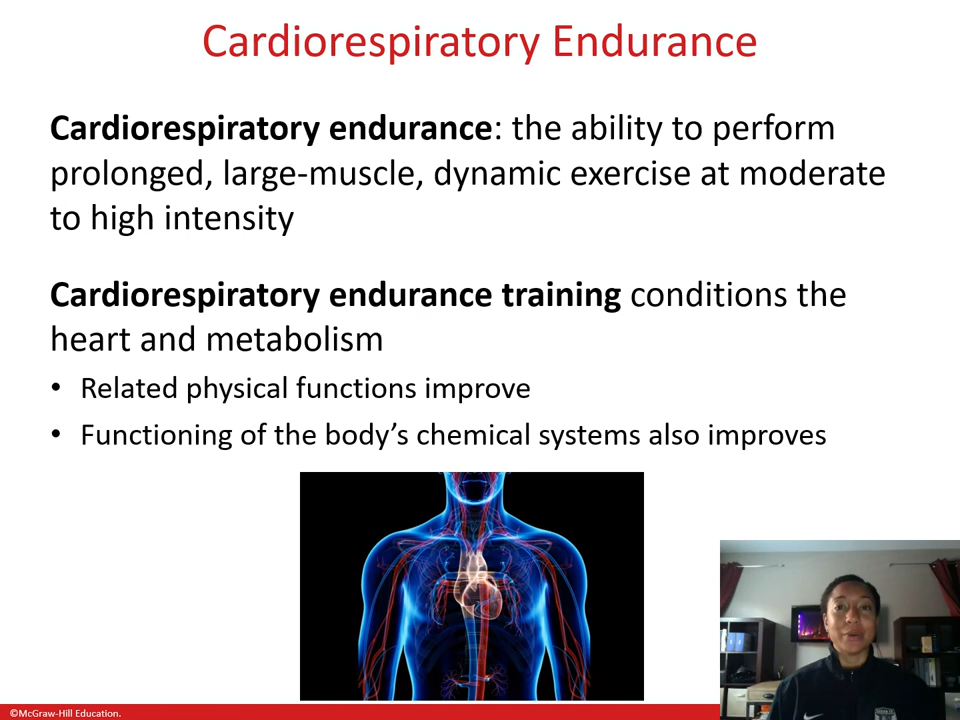 Cardiorespiratory Endurance
Cardiorespiratory endurance: the ability to perform
prolonged, large-muscle, dynamic exercise at moderate
to high intensity
Cardiorespiratory endurance training conditions the
heart and metabolism
• Related physical functions improve
• Functioning of the body’s chemical systems also improves
©McGraw-Hill Education.